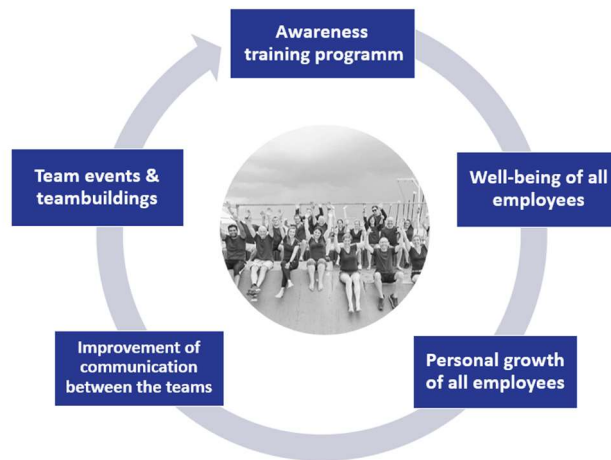 Awareness
training programm
Well-being of all
employees
Personal growth
of all employees
Improvement of
communication
between the teams
Team events &
teambuildings